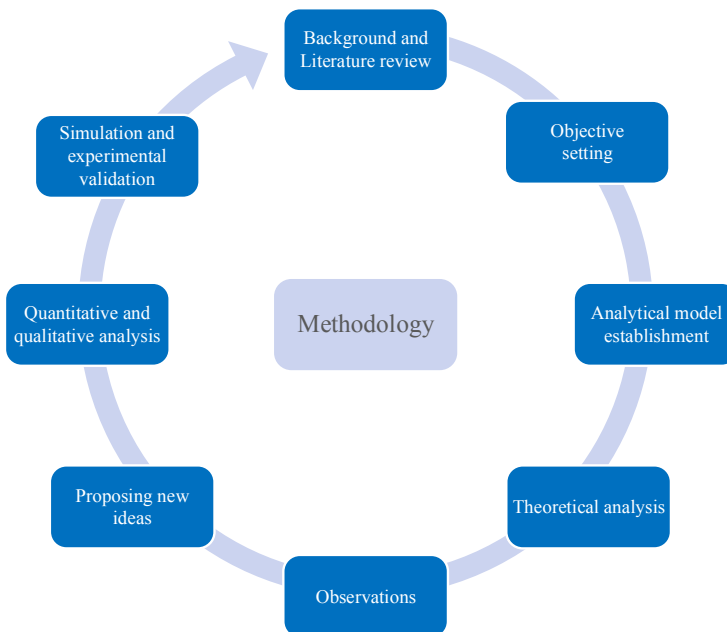 Background and
Literature review
Objective
setting
Analytical model
establishment
Theoretical analysis
Observations
Proposing new
ideas
Quantitative and
qualitative analysis
Simulation and
experimental
validation
Methodology